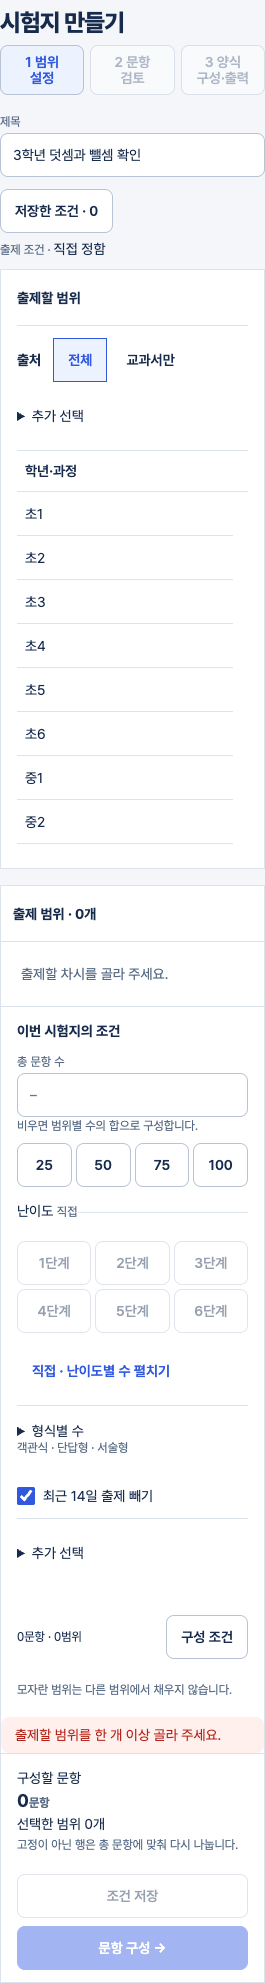 시험지 만들기
1 범위
설정
2 문항
검토
3 양식
구성·출력
제목
3학년 덧셈과 뺄셈 확인
저장한 조건 · 0
출제 조건 · 직접 정함
출제할 범위
출처
전체
교과서만
▶ 추가 선택
학년·과정
초1
초2
초3
초4
초5
초6
중1
중2
출제 범위 · 0개
출제할 차시를 골라 주세요.
이번 시험지의 조건
총 문항 수
–
비우면 범위별 수의 합으로 구성합니다.
25
50
75
100
난이도 직접
1단계
2단계
3단계
4단계
5단계
6단계
직접 · 난이도별 수 펼치기
▶ 형식별 수
객관식 · 단답형 · 서술형
최근 14일 출제 빼기
▶ 추가 선택
0문항 · 0범위
구성 조건
모자란 범위는 다른 범위에서 채우지 않습니다.
출제할 범위를 한 개 이상 골라 주세요.
구성할 문항
0문항
선택한 범위 0개
고정이 아닌 행은 총 문항에 맞춰 다시 나눕니다.
조건 저장
문항 구성 →